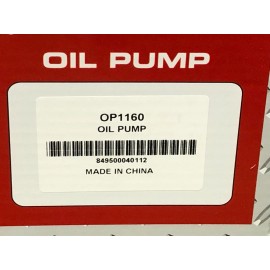 OIL PUMP
OP1160
OIL PUMP
849500040112
MADE IN CHINA